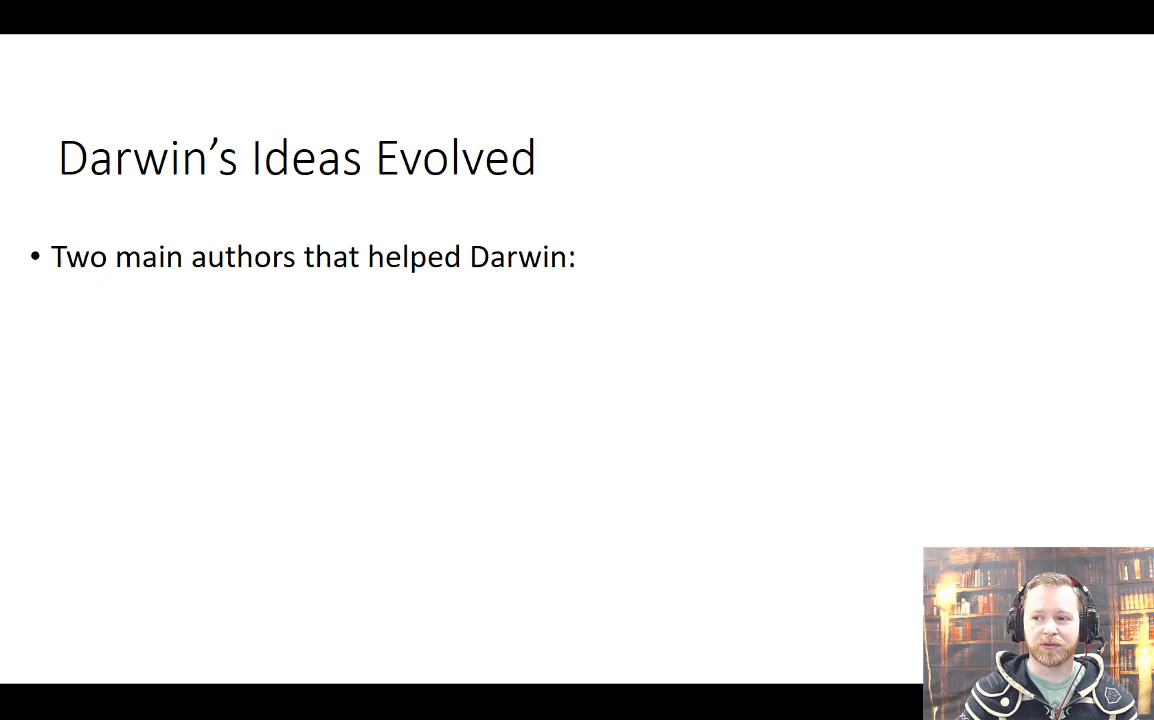 Darwin’s Ideas Evolved
• Two main authors that helped Darwin: